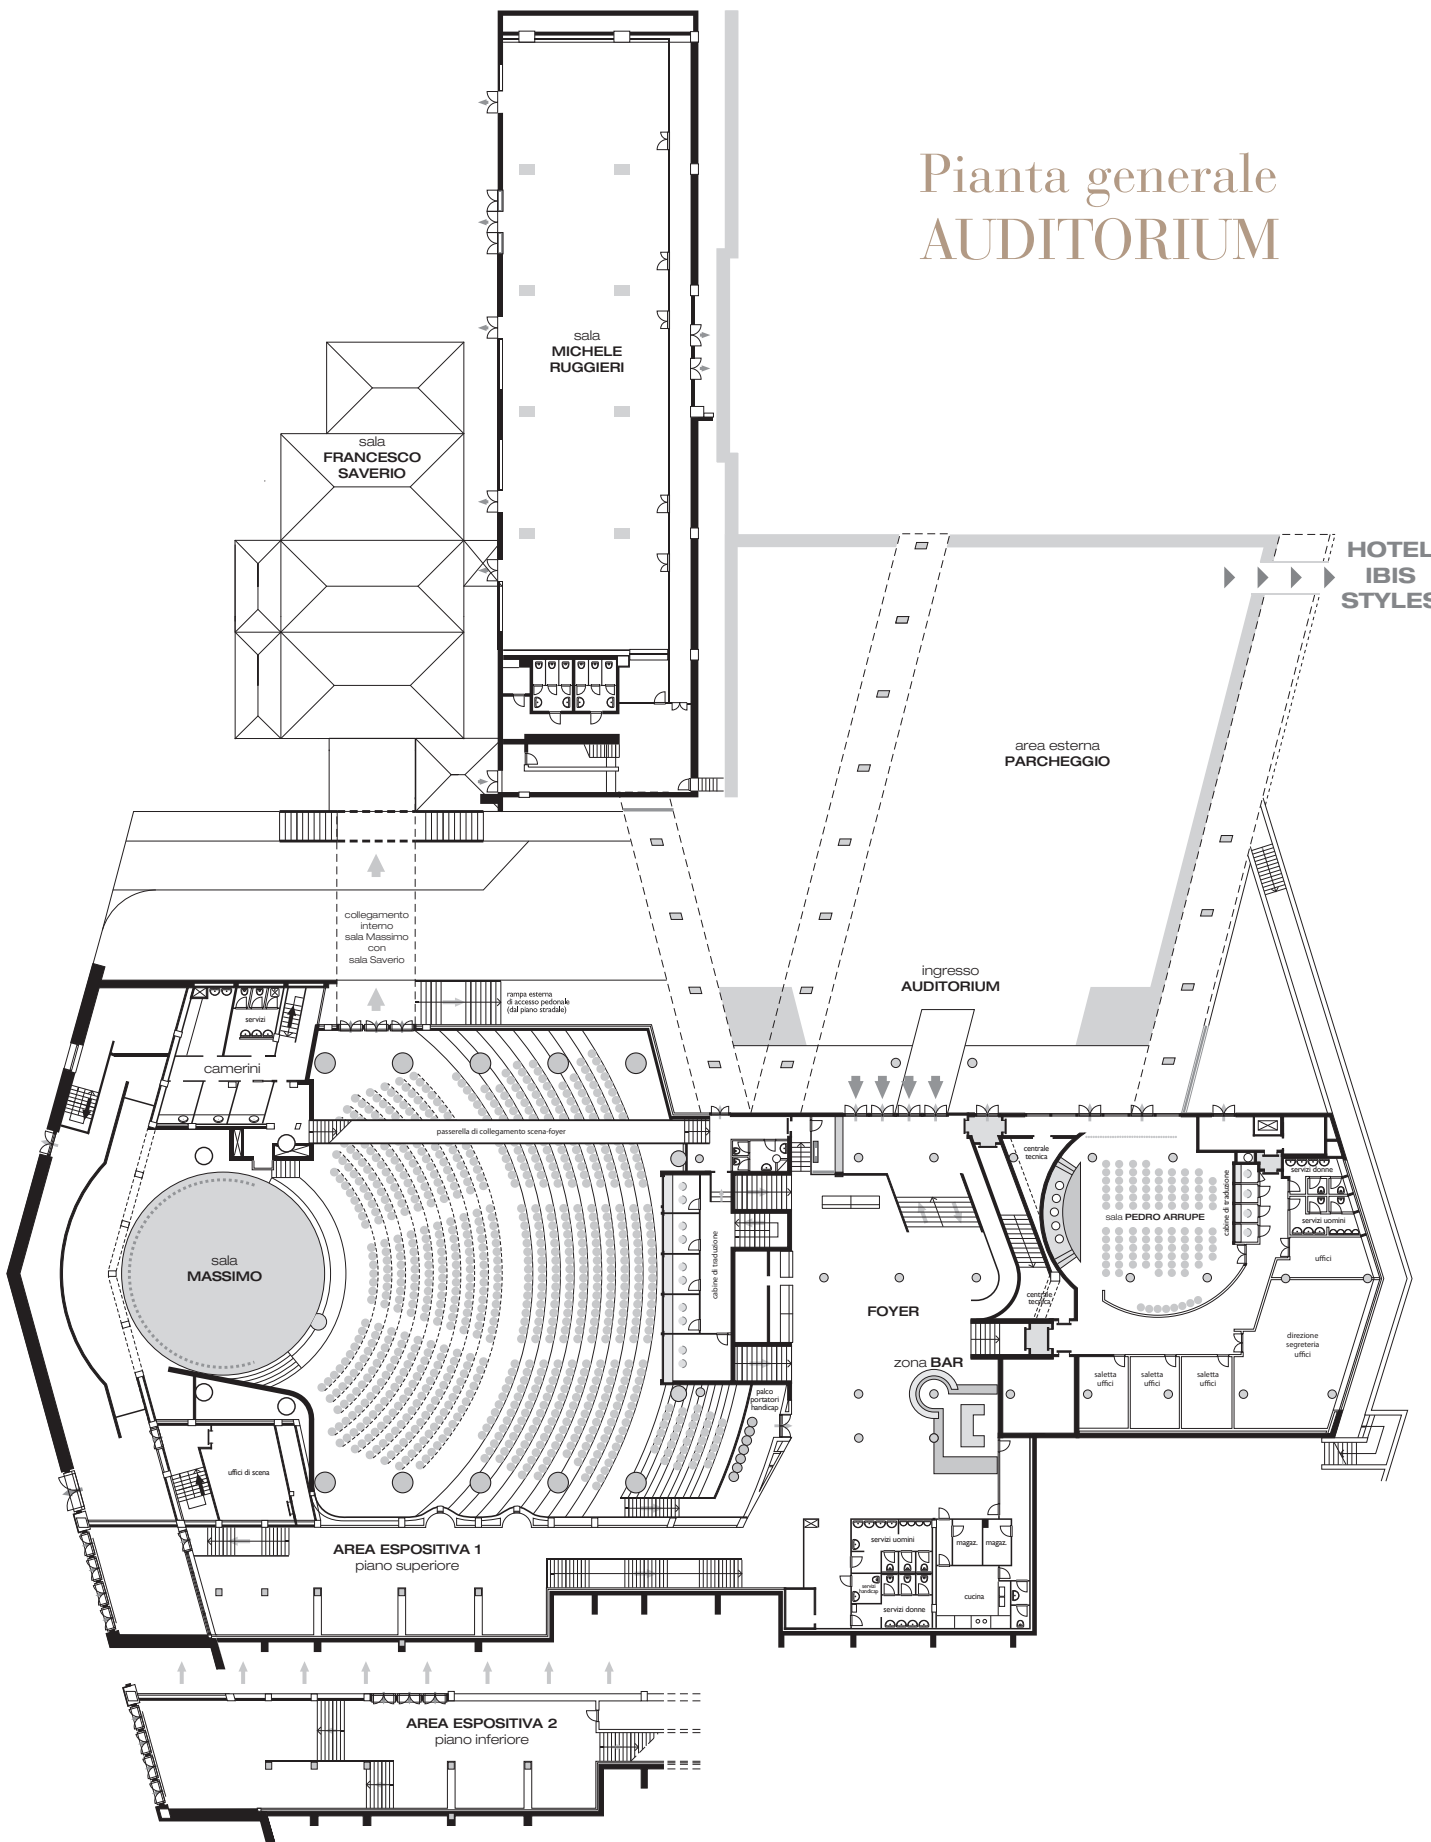 Pianta generale
AUDITORIUM
sala
MICHELE
RUGGIERI
sala
FRANCESCO
SAVERIO
HOTEL
IBIS
STYLES
area esterna
PARCHEGGIO
collegamento
interno
sala Massimo
con
sala Saverio
ingresso
AUDITORIUM
rampa esterna
di accesso pedonale
(dal piano stradale)
servizi
camerini
passerella di collegamento scena-foyer
centrale
tecnica
servizi donne
cabine di traduzione
sala PEDRO ARRUPE
servizi uomini
uffici
sala
MASSIMO
cabine di traduzione
centrale
tecnica
FOYER
direzione
segreteria
uffici
zona BAR
saletta
uffici
saletta
uffici
saletta
uffici
palco
portatori
handicap
uffici di scena
AREA ESPOSITIVA 1
piano superiore
servizi uomini
magaz.
magaz.
servizi
handicap
cucina
servizi donne
AREA ESPOSITIVA 2
piano inferiore